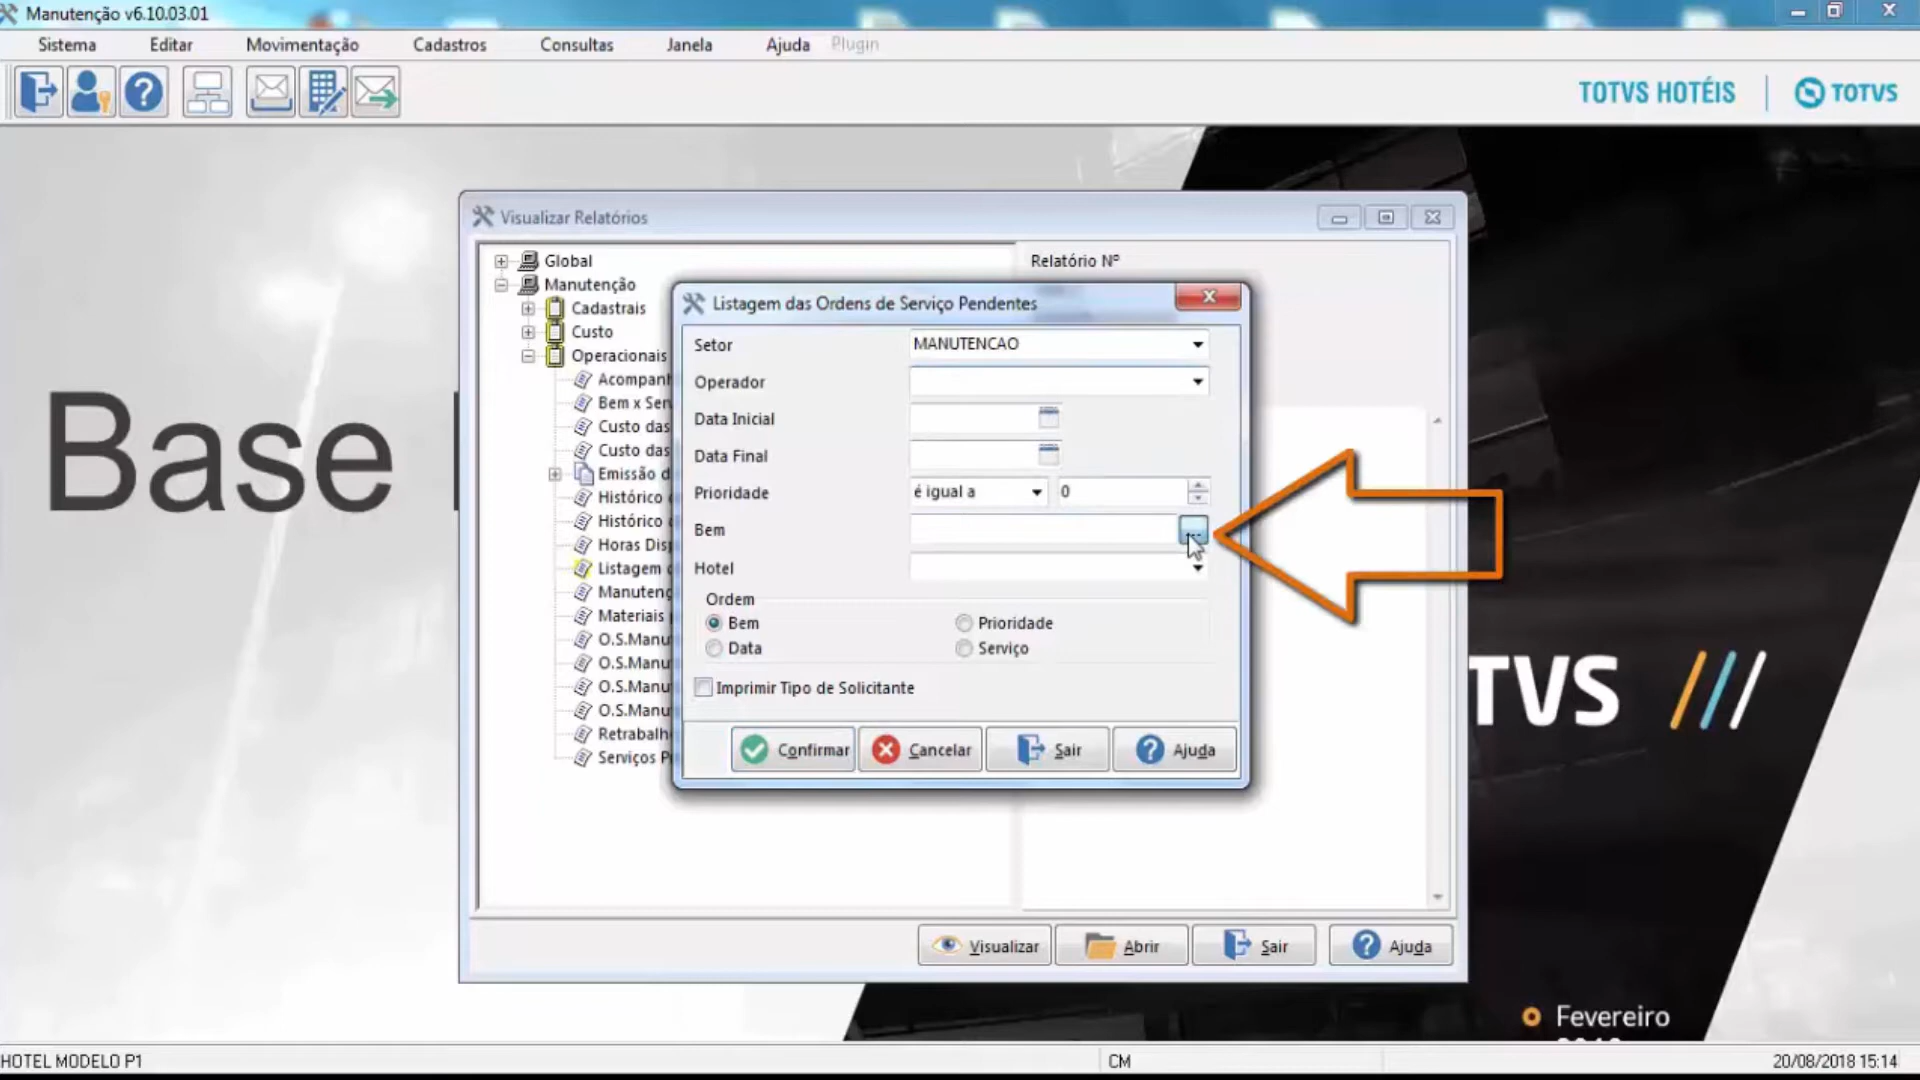 Manutenção v6.10.03.01
Sistema Editar Movimentação Cadastros Consultas Janela Ajuda Plugin
TOTVS HOTÉIS TOTVS
Visualizar Relatórios
Global
Relatório Nº
Manutenção
Cadastrais
Custo
Operacionais
Acompanh
Bem x Ser
Custo das
Custo das
Emissão d
Histórico
Histórico
Horas Disp
Listagem
Manutenç
Materiais
O.S.Manu
O.S.Manu
O.S.Manu
O.S.Manu
Retrabalh
Serviços P
Listagem das Ordens de Serviço Pendentes
Setor MANUTENCAO
Operador
Data Inicial
Data Final
Prioridade é igual a 0
Bem ...
Hotel
Ordem
Bem Prioridade
Data Serviço
Imprimir Tipo de Solicitante
Confirmar Cancelar Sair Ajuda
Visualizar Abrir Sair Ajuda
Base
TVS
Fevereiro
HOTEL MODELO P1 CM 20/08/2018 15:14